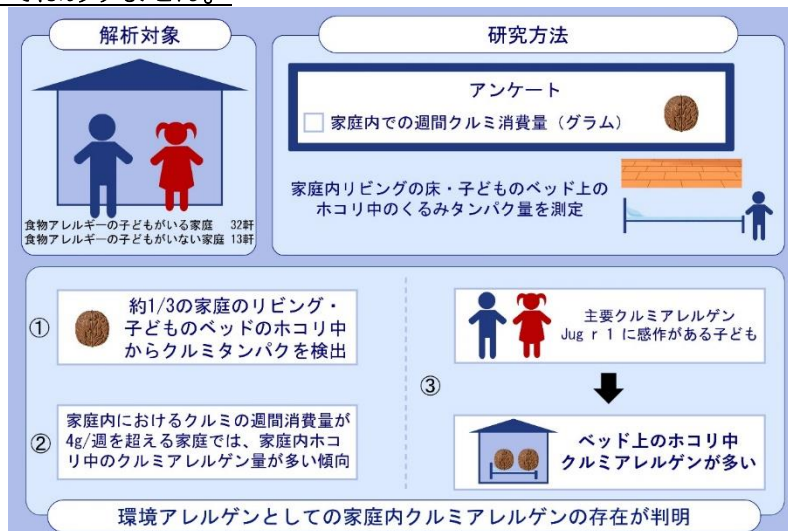 解析対象
食物アレルギーの子どもがいる家庭 32軒
食物アレルギーの子どもがいない家庭 13軒
研究方法
アンケート
家庭内での週間クルミ消費量（グラム）
家庭内リビングの床・子どものベッド上の
ホコリ中のくるみタンパク量を測定
①
約1/3の家庭のリビング・
子どものベッドのホコリ中
からクルミタンパクを検出
②
家庭内におけるクルミの週間消費量が
4g/週を超える家庭では、家庭内ホコ
リ中のクルミアレルゲン量が多い傾向
③
主要クルミアレルゲン
Jug r 1 に感作がある子ども
ベッド上のホコリ中
クルミアレルゲンが多い
環境アレルゲンとしての家庭内クルミアレルゲンの存在が判明